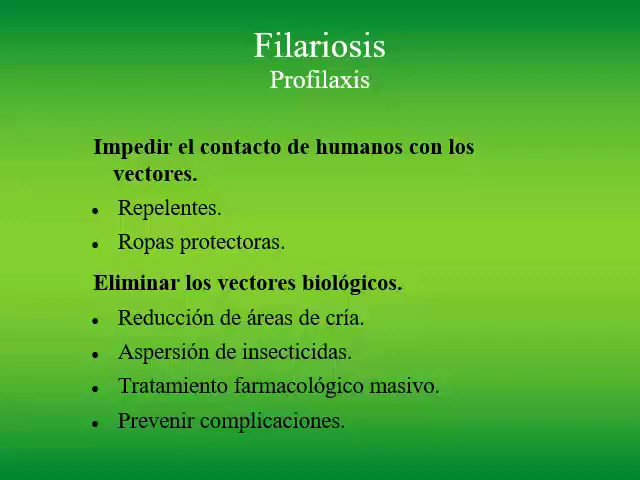 Filariosis
Profilaxis
Impedir el contacto de humanos con los
vectores.
• Repelentes.
• Ropas protectoras.
Eliminar los vectores biológicos.
• Reducción de áreas de cría.
• Aspersión de insecticidas.
• Tratamiento farmacológico masivo.
• Prevenir complicaciones.